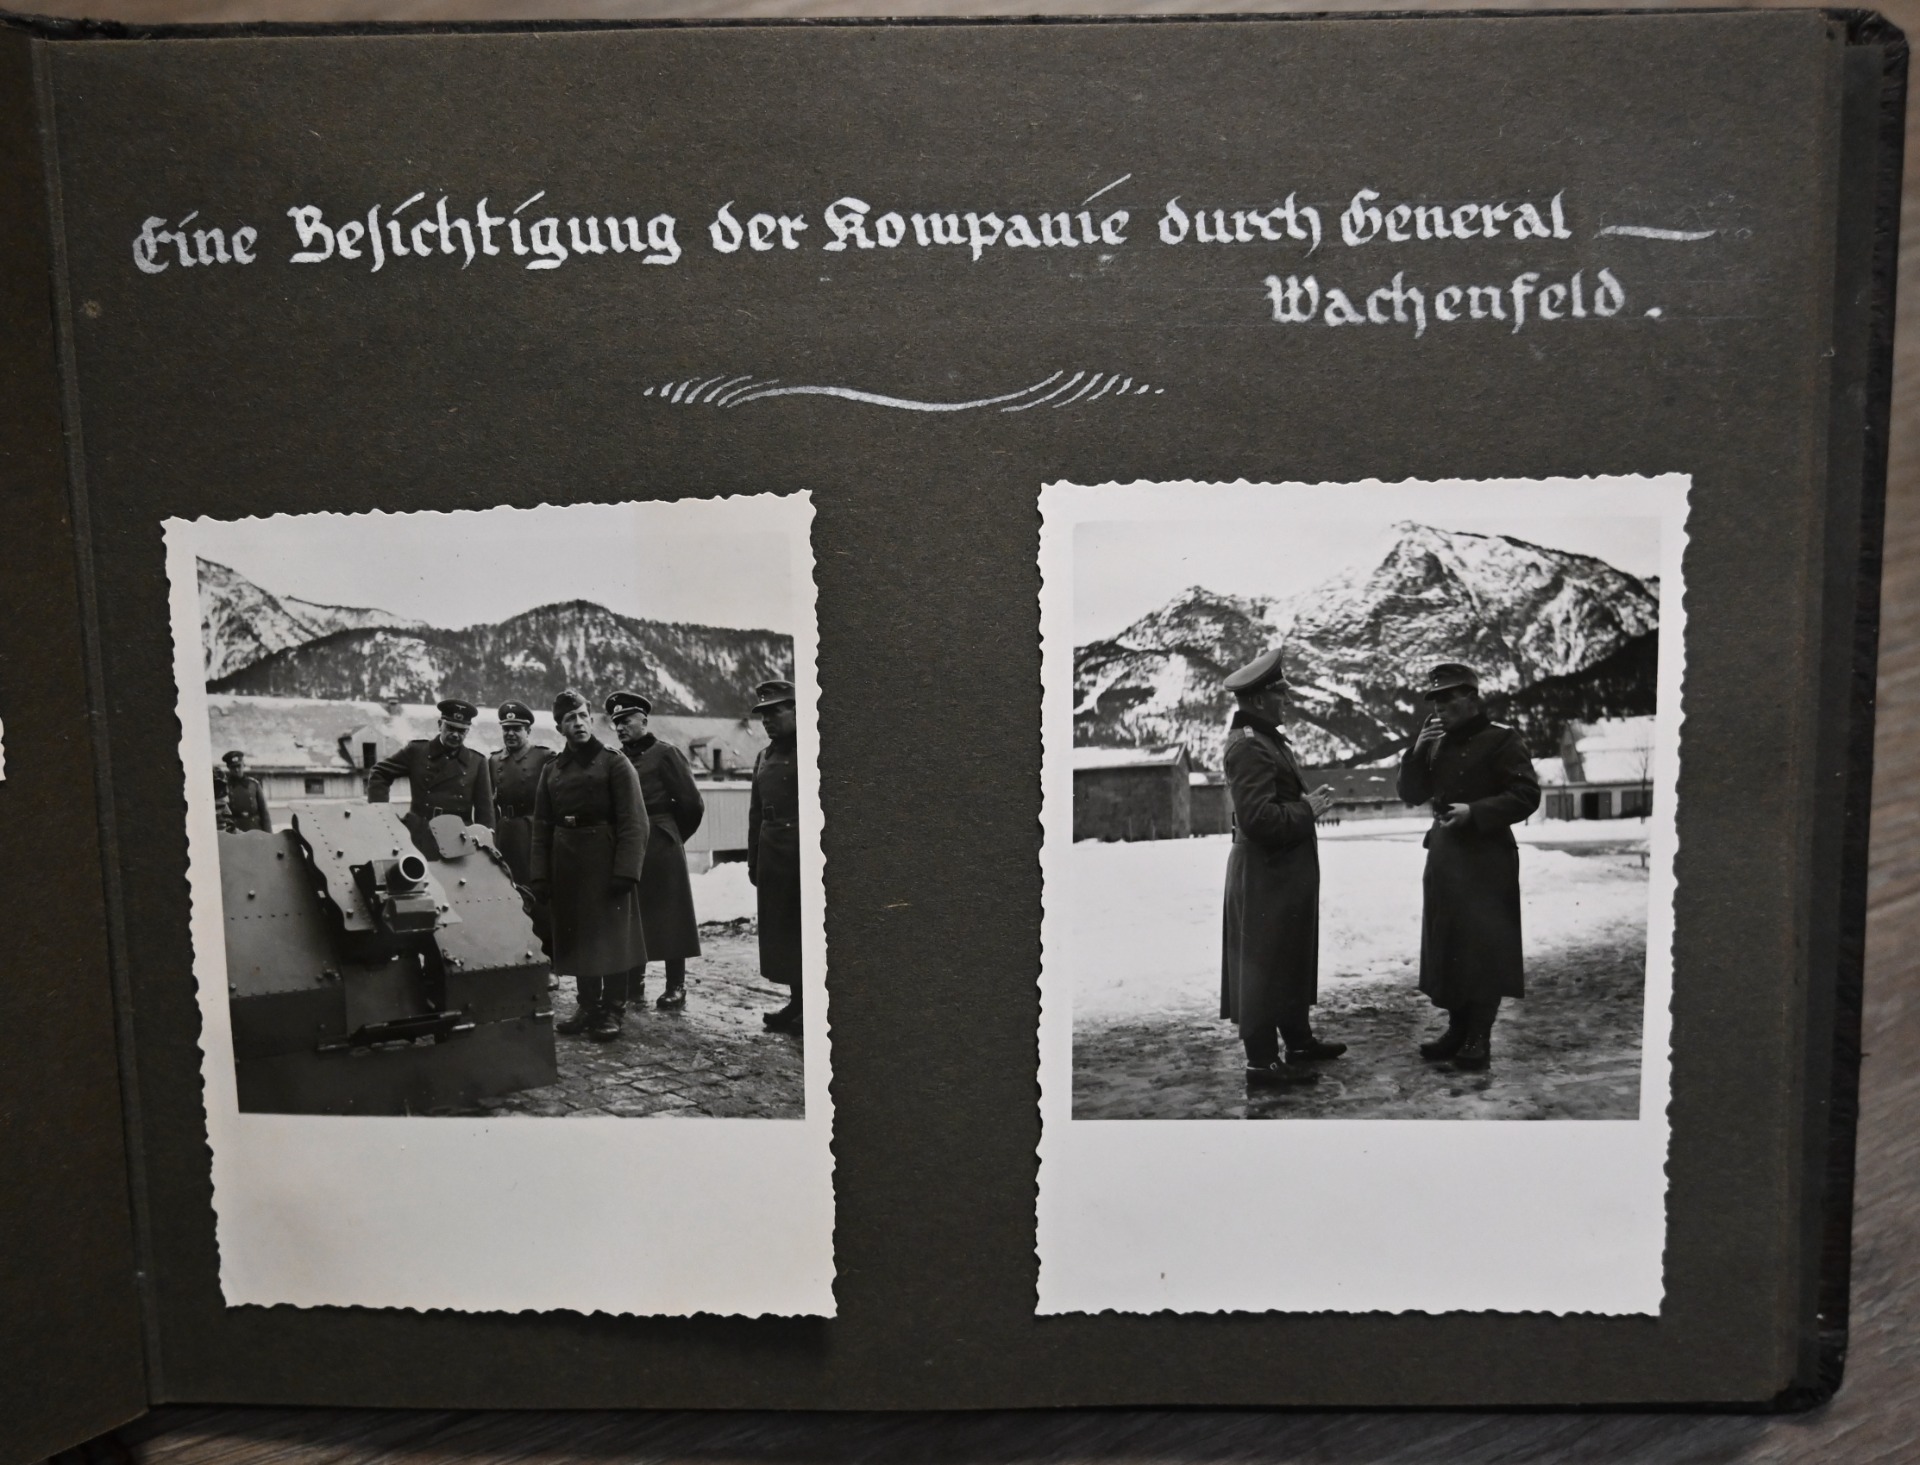 Eine Besichtigung der Kompanie durch General
Wachenfeld.